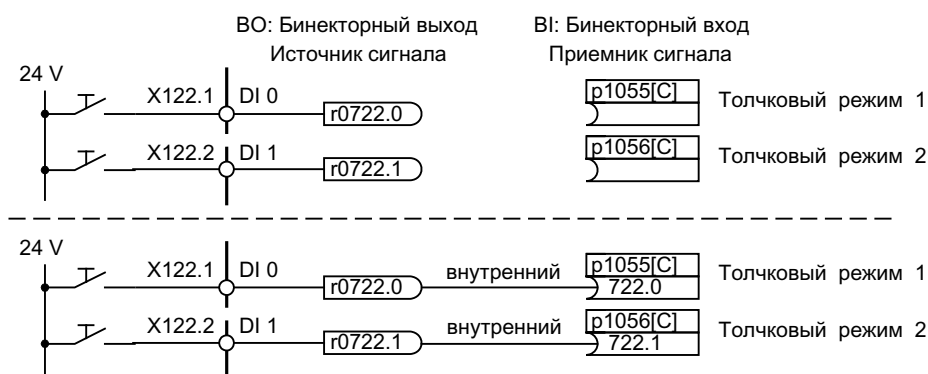 BO: Бинекторный выход BI: Бинекторный вход
Источник сигнала Приемник сигнала
24 V
X122.1 DI 0 r0722.0 p1055[C] Толчковый режим 1
X122.2 DI 1 r0722.1 p1056[C] Толчковый режим 2
24 V
X122.1 DI 0 r0722.0 внутренний p1055[C] 722.0 Толчковый режим 1
X122.2 DI 1 r0722.1 внутренний p1056[C] 722.1 Толчковый режим 2